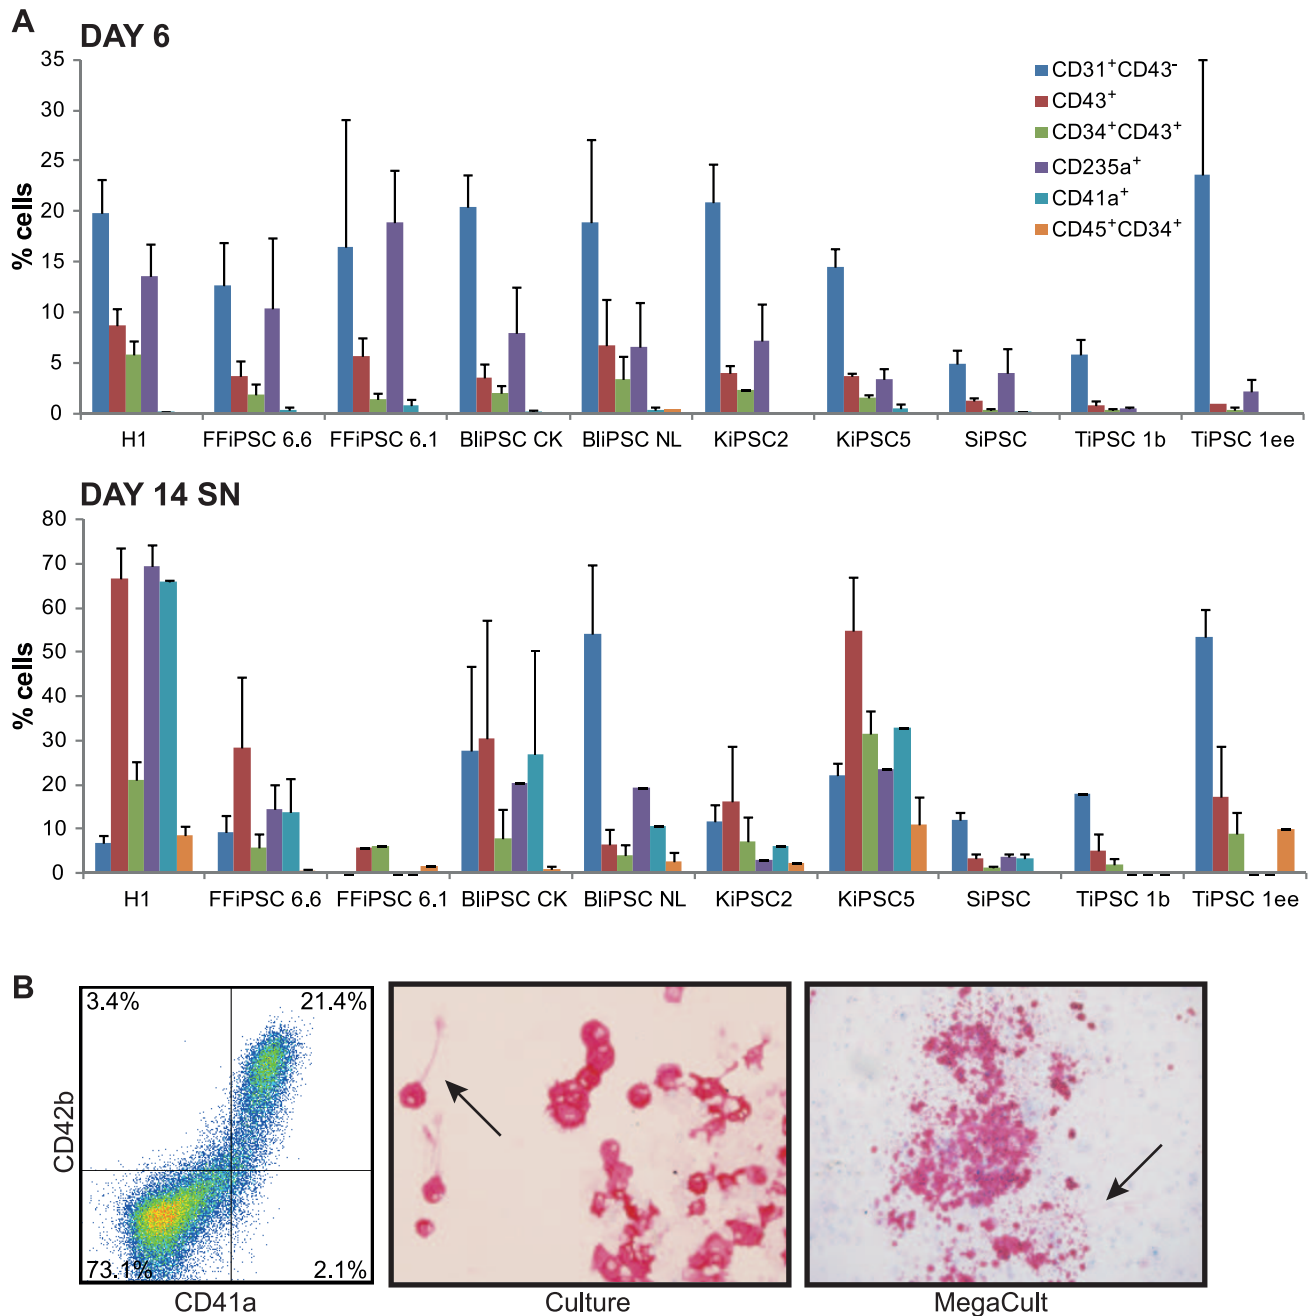 A
DAY 6
CD31⁺CD43⁻
CD43⁺
CD34⁺CD43⁺
CD235a⁺
CD41a⁺
CD45⁺CD34⁺
% cells
35
30
25
20
15
10
5
0
H1 FFiPSC 6.6 FFiPSC 6.1 BliPSC CK BliPSC NL KiPSC2 KiPSC5 SiPSC TiPSC 1b TiPSC 1ee
DAY 14 SN
% cells
80
70
60
50
40
30
20
10
0
H1 FFiPSC 6.6 FFiPSC 6.1 BliPSC CK BliPSC NL KiPSC2 KiPSC5 SiPSC TiPSC 1b TiPSC 1ee
B
3.4% 21.4%
CD42b
73.1% 2.1%
CD41a Culture MegaCult